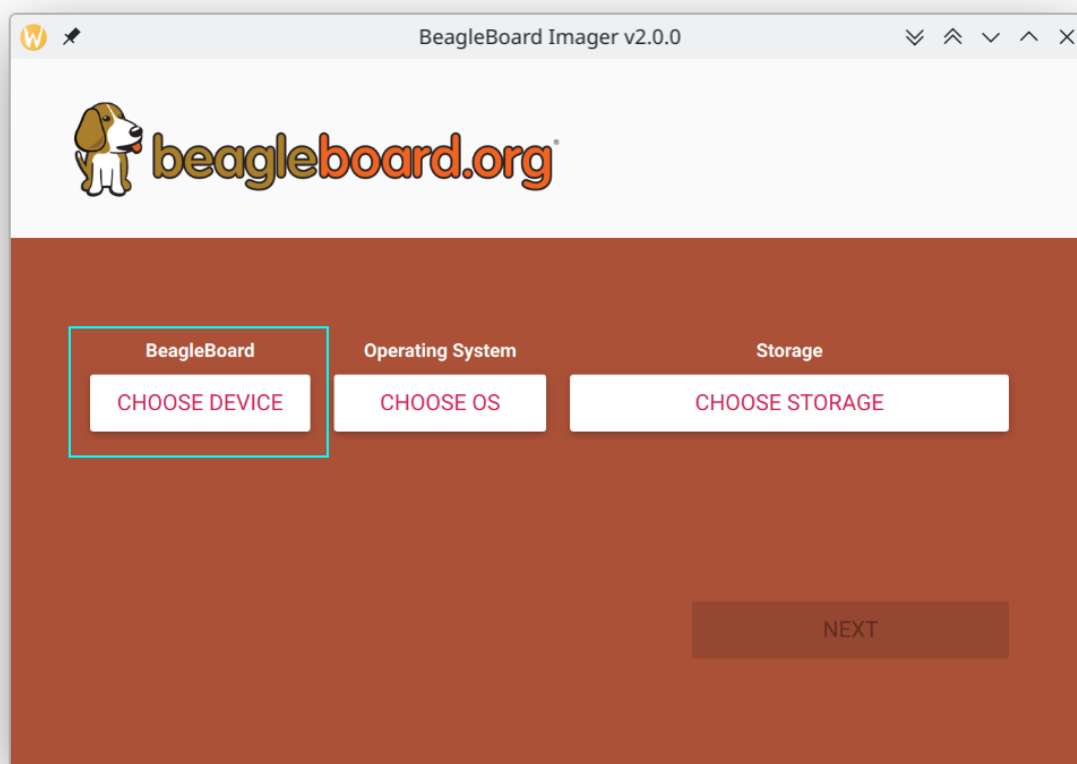 BeagleBoard Imager v2.0.0
beagleboard.org®
BeagleBoard Operating System Storage
CHOOSE DEVICE CHOOSE OS CHOOSE STORAGE
NEXT